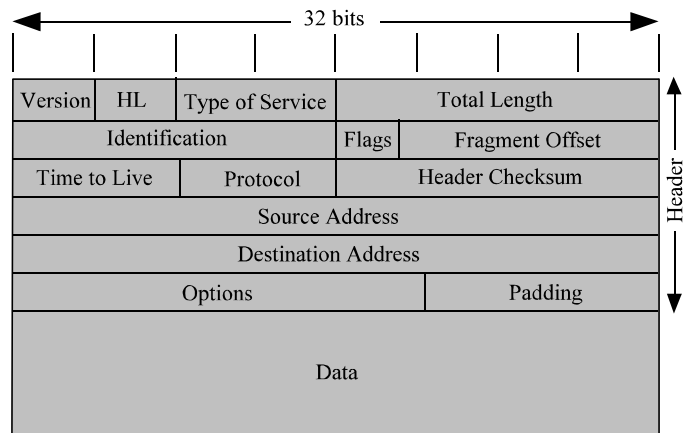 32 bits
Version HL Type of Service Total Length
Identification Flags Fragment Offset
Time to Live Protocol Header Checksum
Source Address
Destination Address
Options Padding
Header
Data